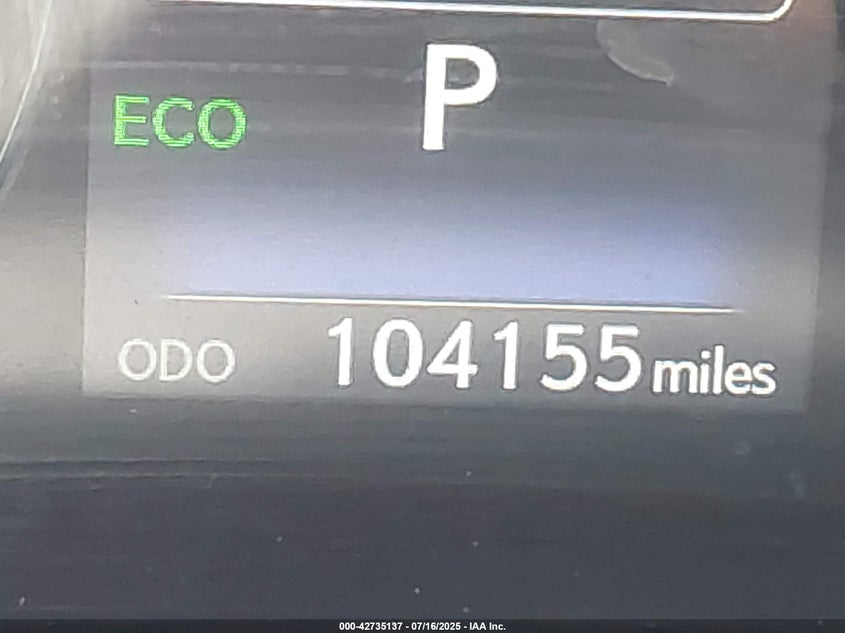 P
ECO
ODO 104155 miles
000-42735137 - 07/16/2025 - IAA Inc.